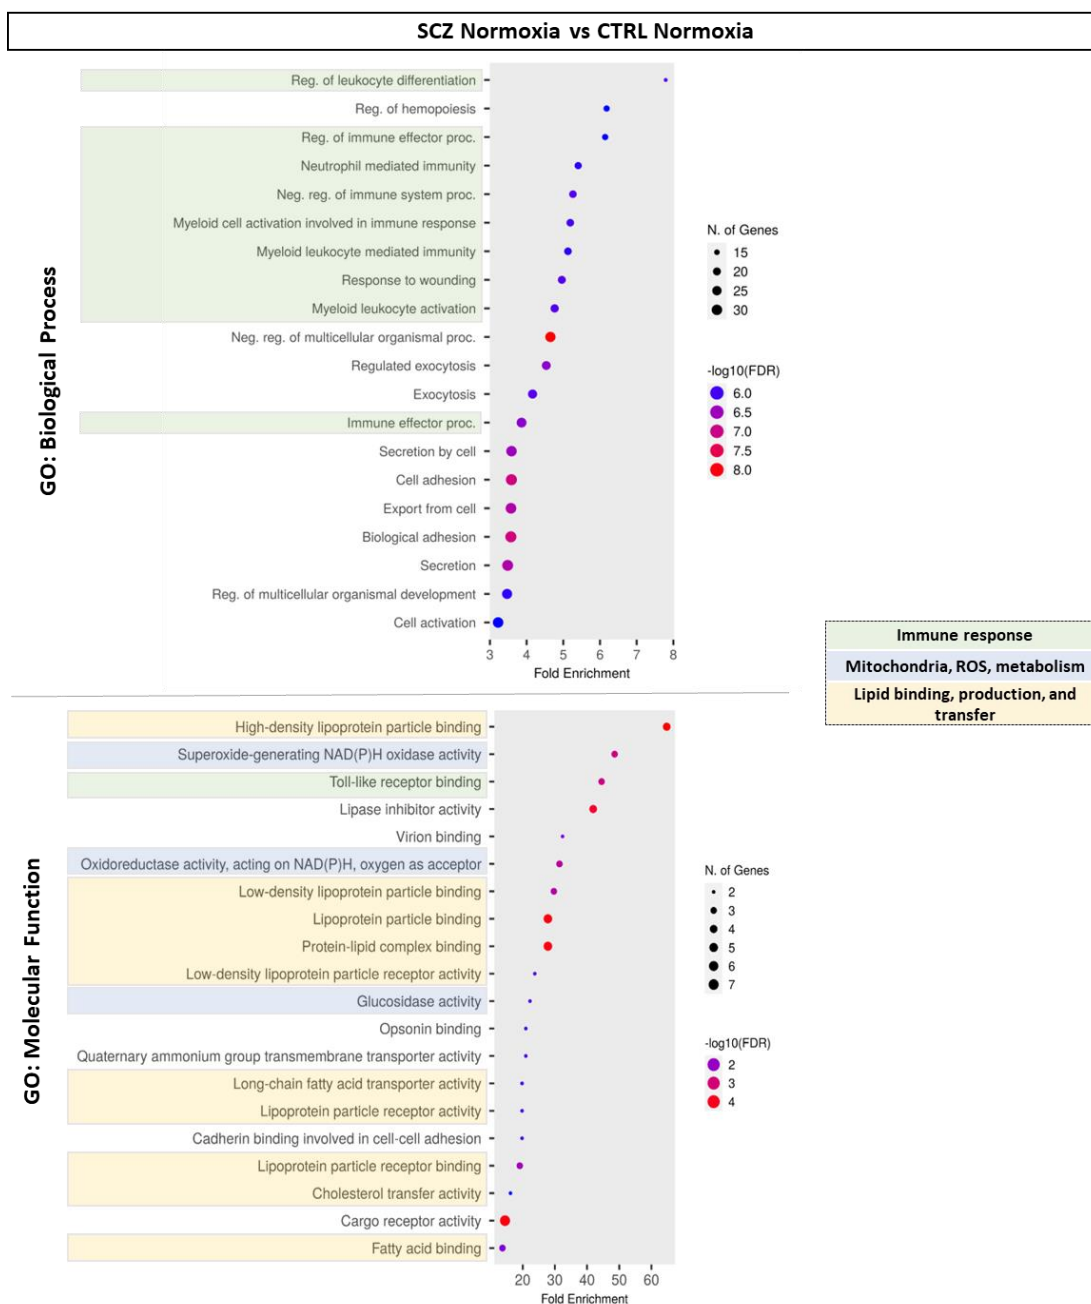 SCZ Normoxia vs CTRL Normoxia
GO: Biological Process
Reg. of leukocyte differentiation
Reg. of hemopoiesis
Reg. of immune effector proc.
Neutrophil mediated immunity
Neg. reg. of immune system proc.
Myeloid cell activation involved in immune response
Myeloid leukocyte mediated immunity
Response to wounding
Myeloid leukocyte activation
Neg. reg. of multicellular organismal proc.
Regulated exocytosis
Exocytosis
Immune effector proc.
Secretion by cell
Cell adhesion
Export from cell
Biological adhesion
Secretion
Reg. of multicellular organismal development
Cell activation
3 4 5 6 7 8
Fold Enrichment
N. of Genes
15
20
25
30
-log10(FDR)
6.0
6.5
7.0
7.5
8.0
Immune response
Mitochondria, ROS, metabolism
Lipid binding, production, and
transfer
GO: Molecular Function
High-density lipoprotein particle binding
Superoxide-generating NAD(P)H oxidase activity
Toll-like receptor binding
Lipase inhibitor activity
Virion binding
Oxidoreductase activity, acting on NAD(P)H, oxygen as acceptor
Low-density lipoprotein particle binding
Lipoprotein particle binding
Protein-lipid complex binding
Low-density lipoprotein particle receptor activity
Glucosidase activity
Opsonin binding
Quaternary ammonium group transmembrane transporter activity
Long-chain fatty acid transporter activity
Lipoprotein particle receptor activity
Cadherin binding involved in cell-cell adhesion
Lipoprotein particle receptor binding
Cholesterol transfer activity
Cargo receptor activity
Fatty acid binding
20 30 40 50 60
Fold Enrichment
N. of Genes
2
3
4
5
6
7
-log10(FDR)
2
3
4